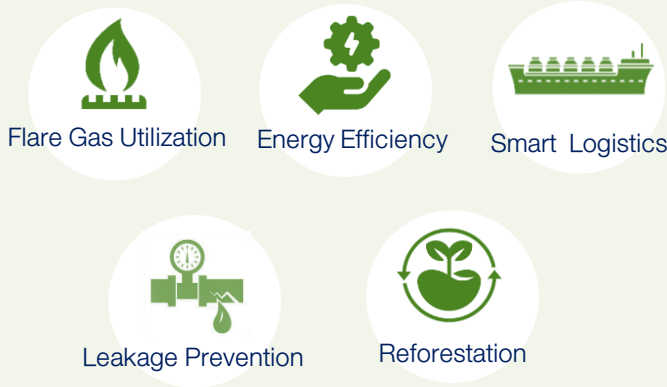 Flare Gas Utilization
Energy Efficiency
Smart Logistics
Leakage Prevention
Reforestation